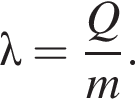 λ = Q/m.